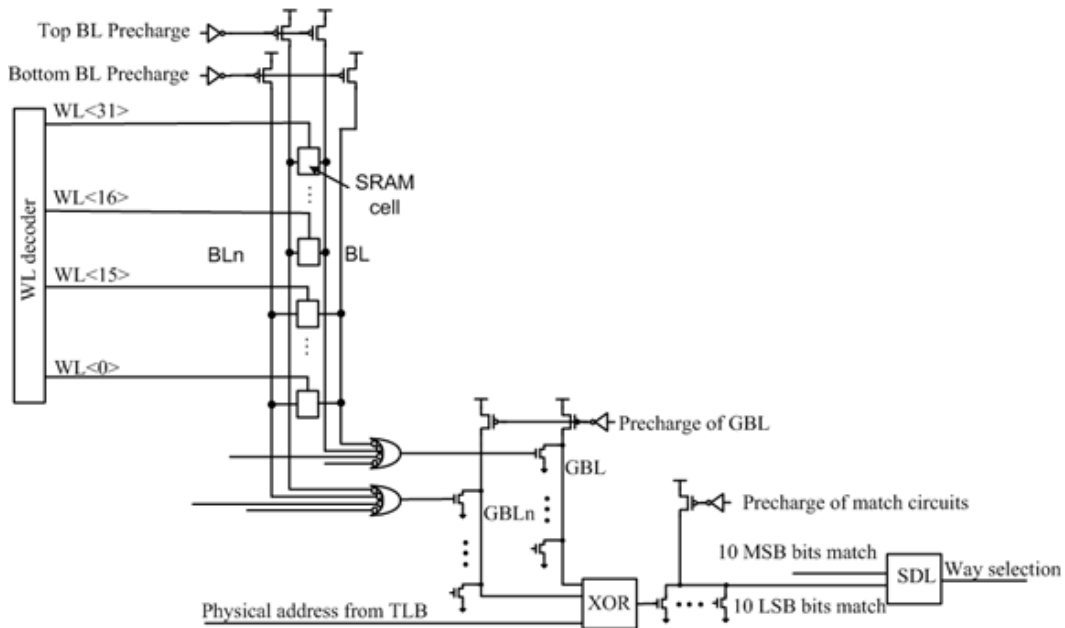 Top BL Precharge
Bottom BL Precharge
WL<31>
SRAM
cell
WL<16>
BLn
BL
WL decoder
WL<15>
WL<0>
Precharge of GBL
GBL
GBLn
Precharge of match circuits
10 MSB bits match
SDL
Way selection
XOR
10 LSB bits match
Physical address from TLB